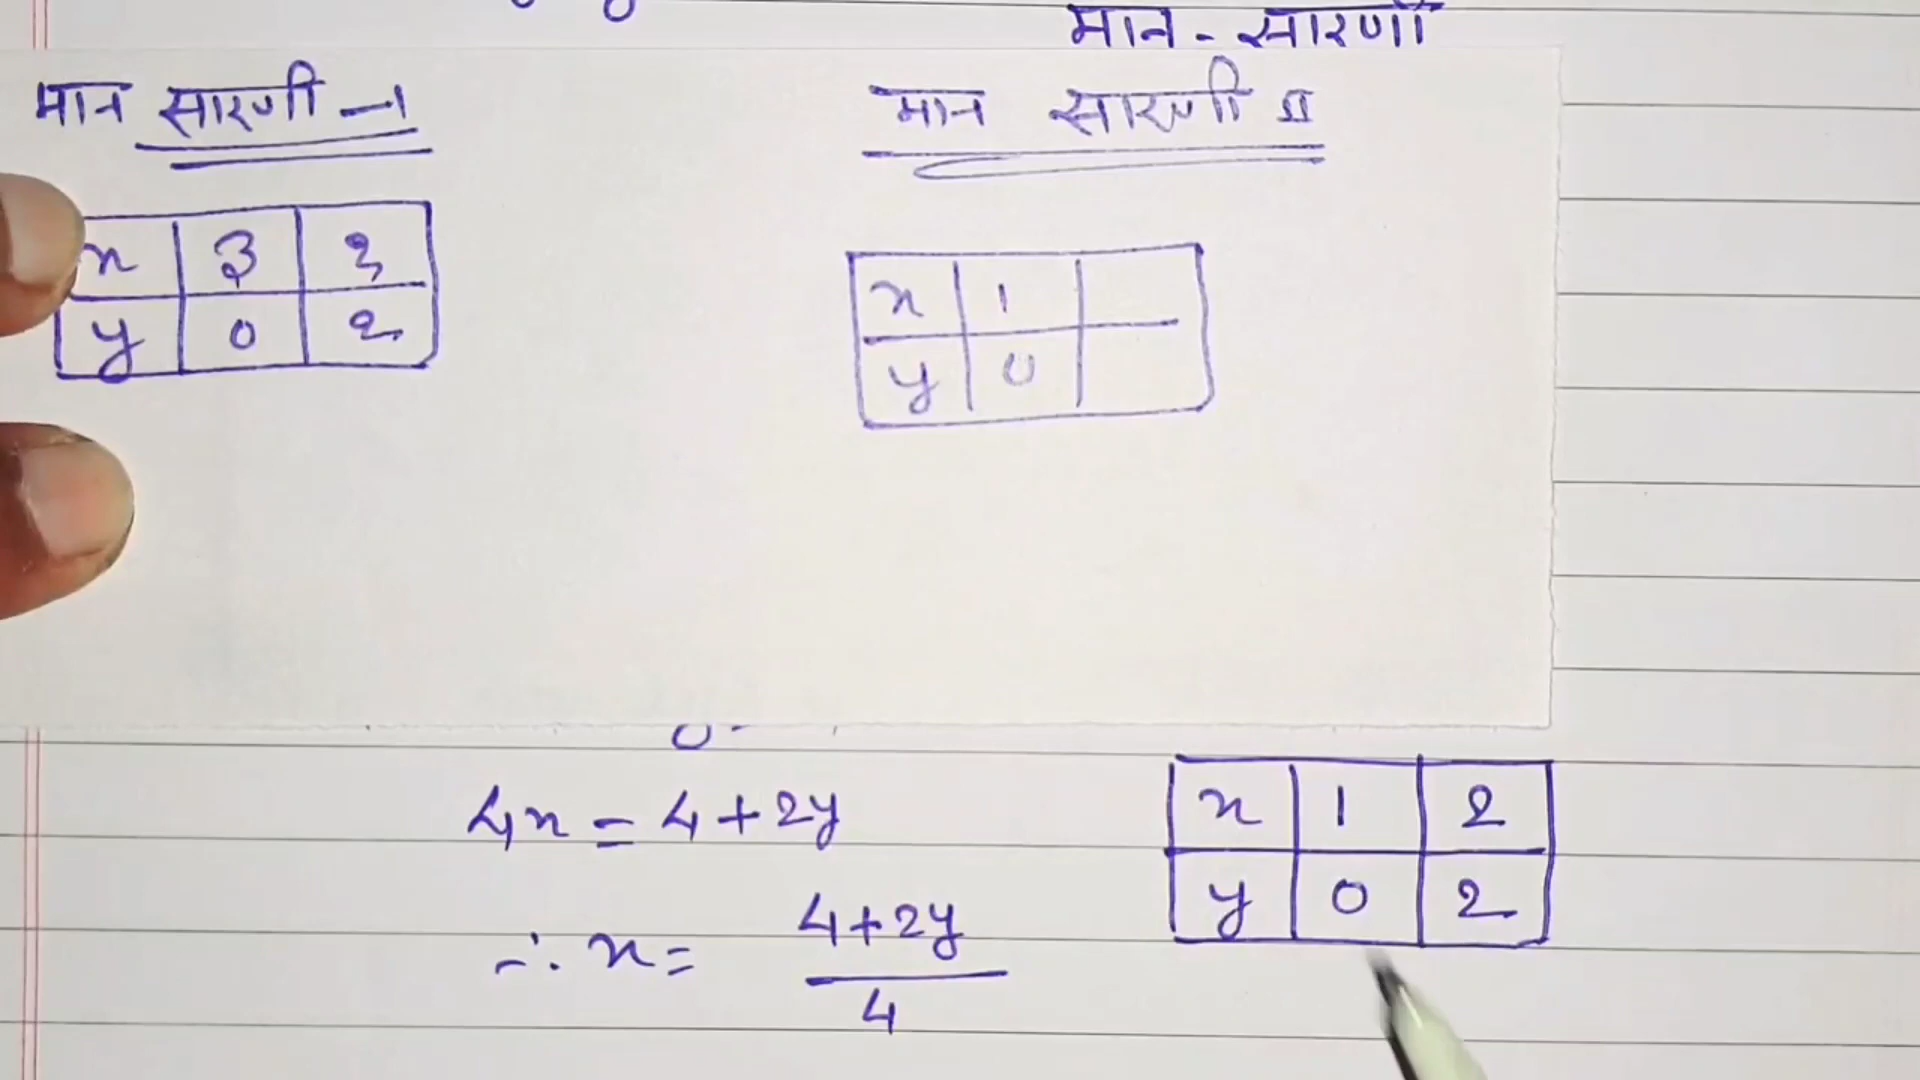 मान - सारणी
मान सारणी -1
x 3
y 0 2
मान सारणी II
x 1
y 0
4x = 4 + 2y
∴ x = 4+2y
4
x 1 2
y 0 2